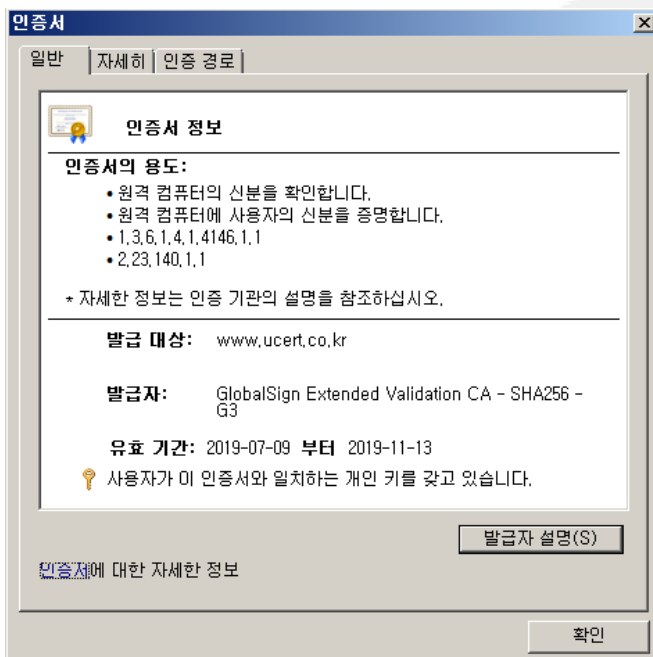 인증서
일반
자세히
인증 경로
인증서 정보
인증서의 용도:
• 원격 컴퓨터의 신분을 확인합니다.
• 원격 컴퓨터에 사용자의 신분을 증명합니다.
• 1.3.6.1.4.1.4146.1.1
• 2.23.140.1.1
* 자세한 정보는 인증 기관의 설명을 참조하십시오.
발급 대상: www.ucert.co.kr
발급자: GlobalSign Extended Validation CA - SHA256 -
G3
유효 기간: 2019-07-09 부터 2019-11-13
사용자가 이 인증서와 일치하는 개인 키를 갖고 있습니다.
발급자 설명(S)
인증서에 대한 자세한 정보
확인